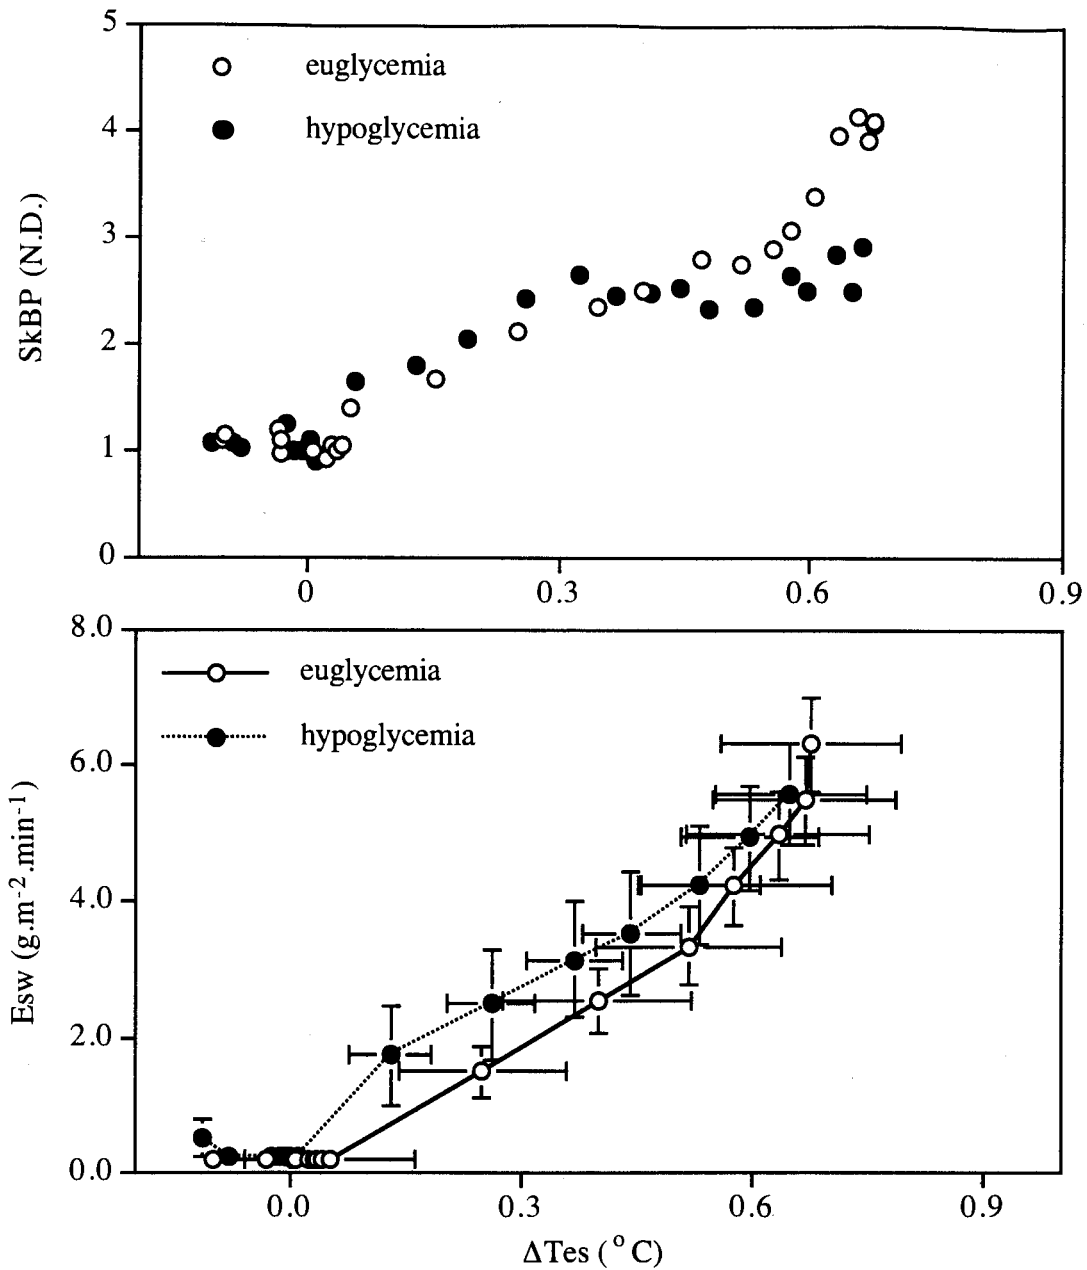 5
euglycemia
hypoglycemia
4
3
SkBP (N.D.)
2
1
0
0 0.3 0.6 0.9
8.0
euglycemia
hypoglycemia
6.0
Esw (g.m⁻².min⁻¹)
4.0
2.0
0.0
0.0 0.3 0.6 0.9
ΔTes (°C)